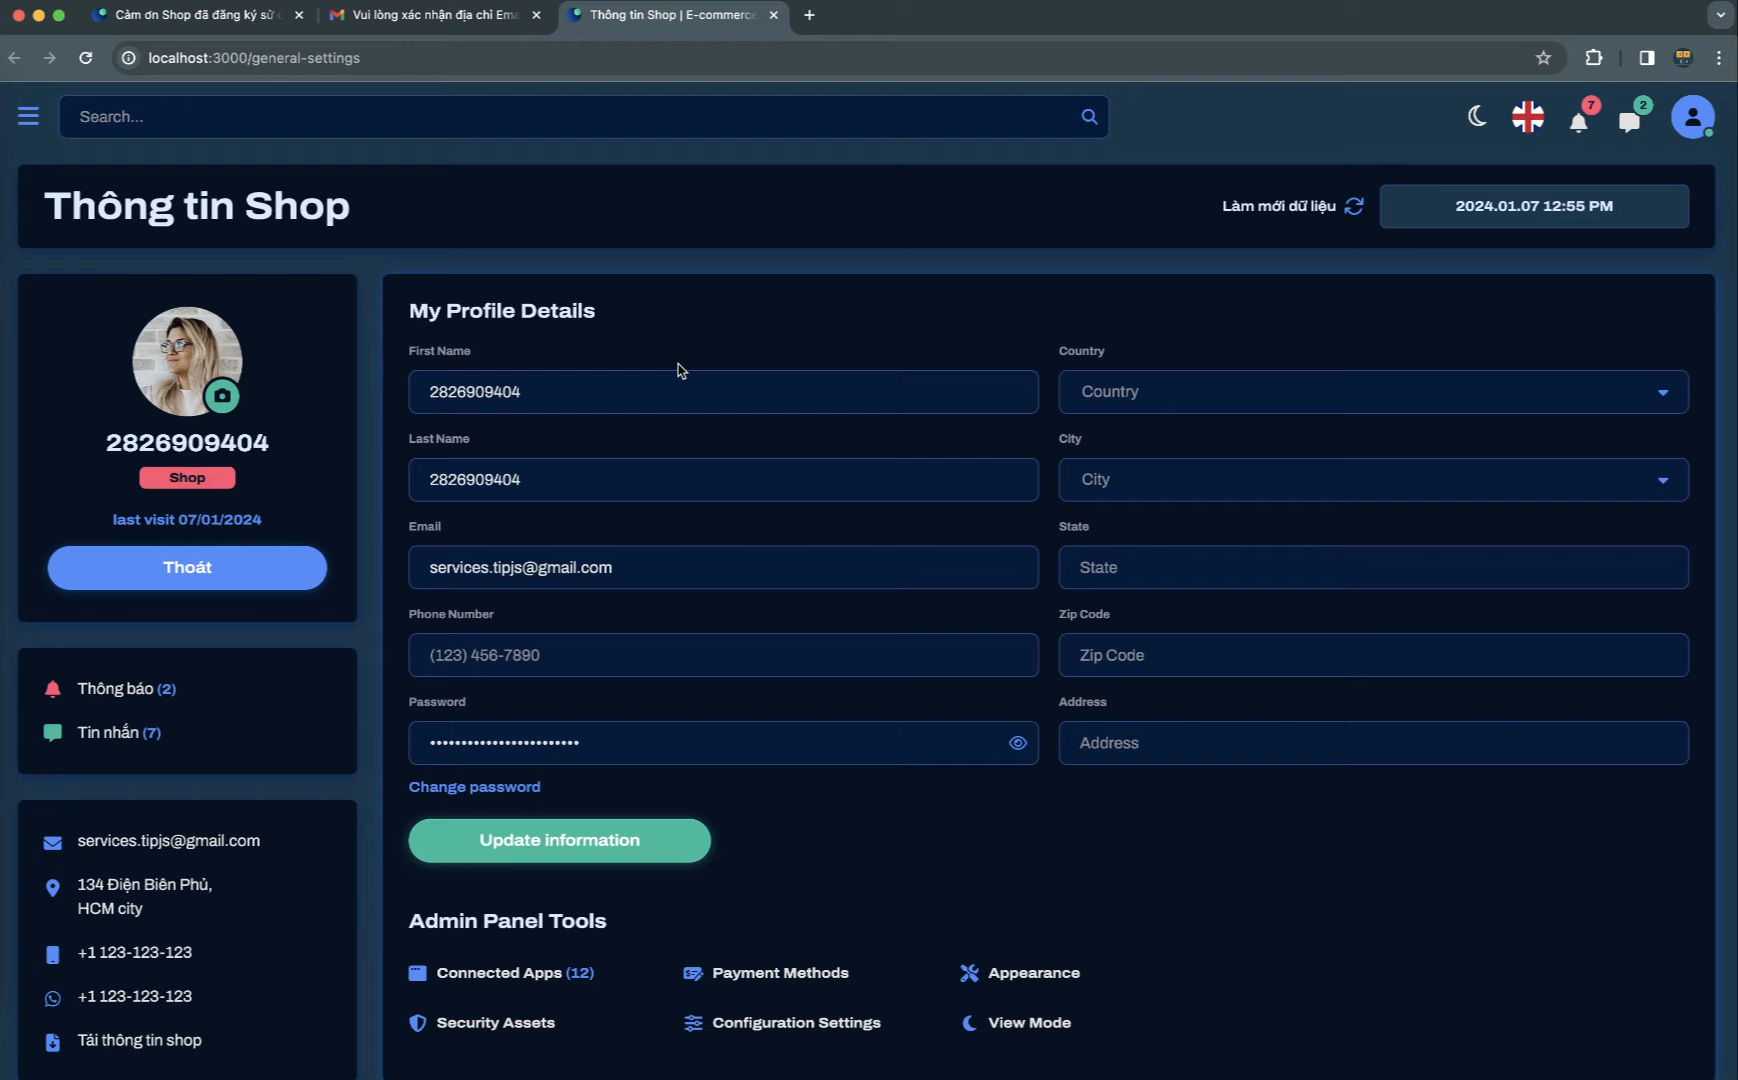 Cảm ơn Shop đã đăng ký sử
Vui lòng xác nhận địa chỉ Ema
Thông tin Shop | E-commerce
localhost:3000/general-settings
Search...
7
2
Thông tin Shop
Làm mới dữ liệu
2024.01.07 12:55 PM
2826909404
Shop
last visit 07/01/2024
Thoát
Thông báo (2)
Tin nhắn (7)
services.tipjs@gmail.com
134 Điện Biên Phủ,
HCM city
+1 123-123-123
+1 123-123-123
Tải thông tin shop
My Profile Details
First Name
2826909404
Country
Country
Last Name
2826909404
City
City
Email
services.tipjs@gmail.com
State
State
Phone Number
(123) 456-7890
Zip Code
Zip Code
Password
••••••••••••••••••••••••
Address
Address
Change password
Update information
Admin Panel Tools
Connected Apps (12)
Payment Methods
Appearance
Security Assets
Configuration Settings
View Mode